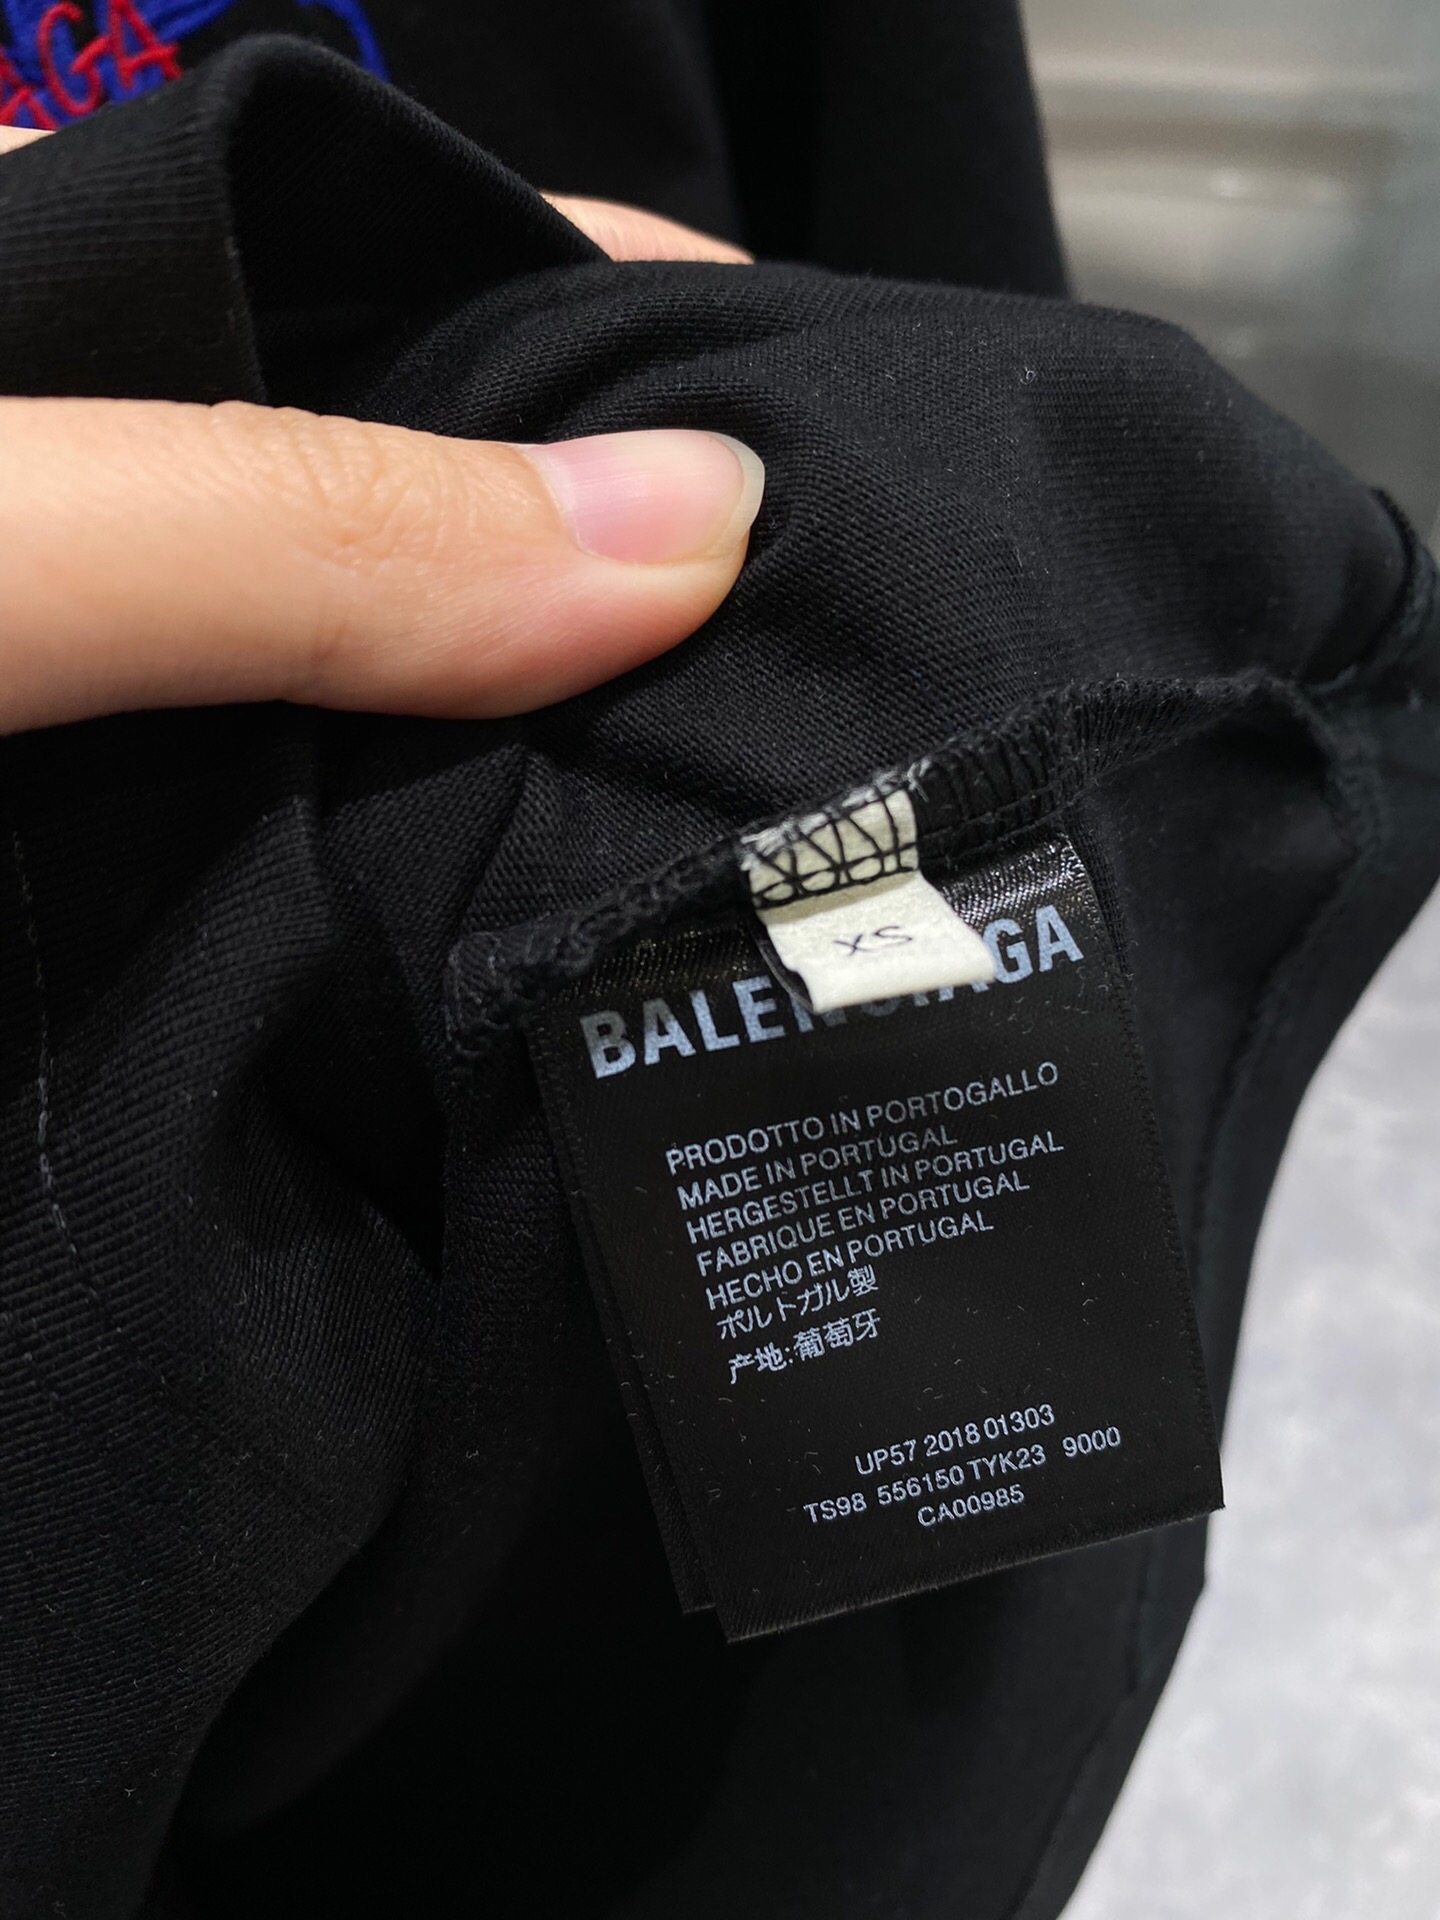 AGA
XS
BALENCIAGA
PRODOTTO IN PORTOGALLO
MADE IN PORTUGAL
HERGESTELLT IN PORTUGAL
FABRIQUE EN PORTUGAL
HECHO EN PORTUGAL
ポルトガル製
产地:葡萄牙
UP57 2018 01303
TS98 556150 TYK23 9000
CA00985